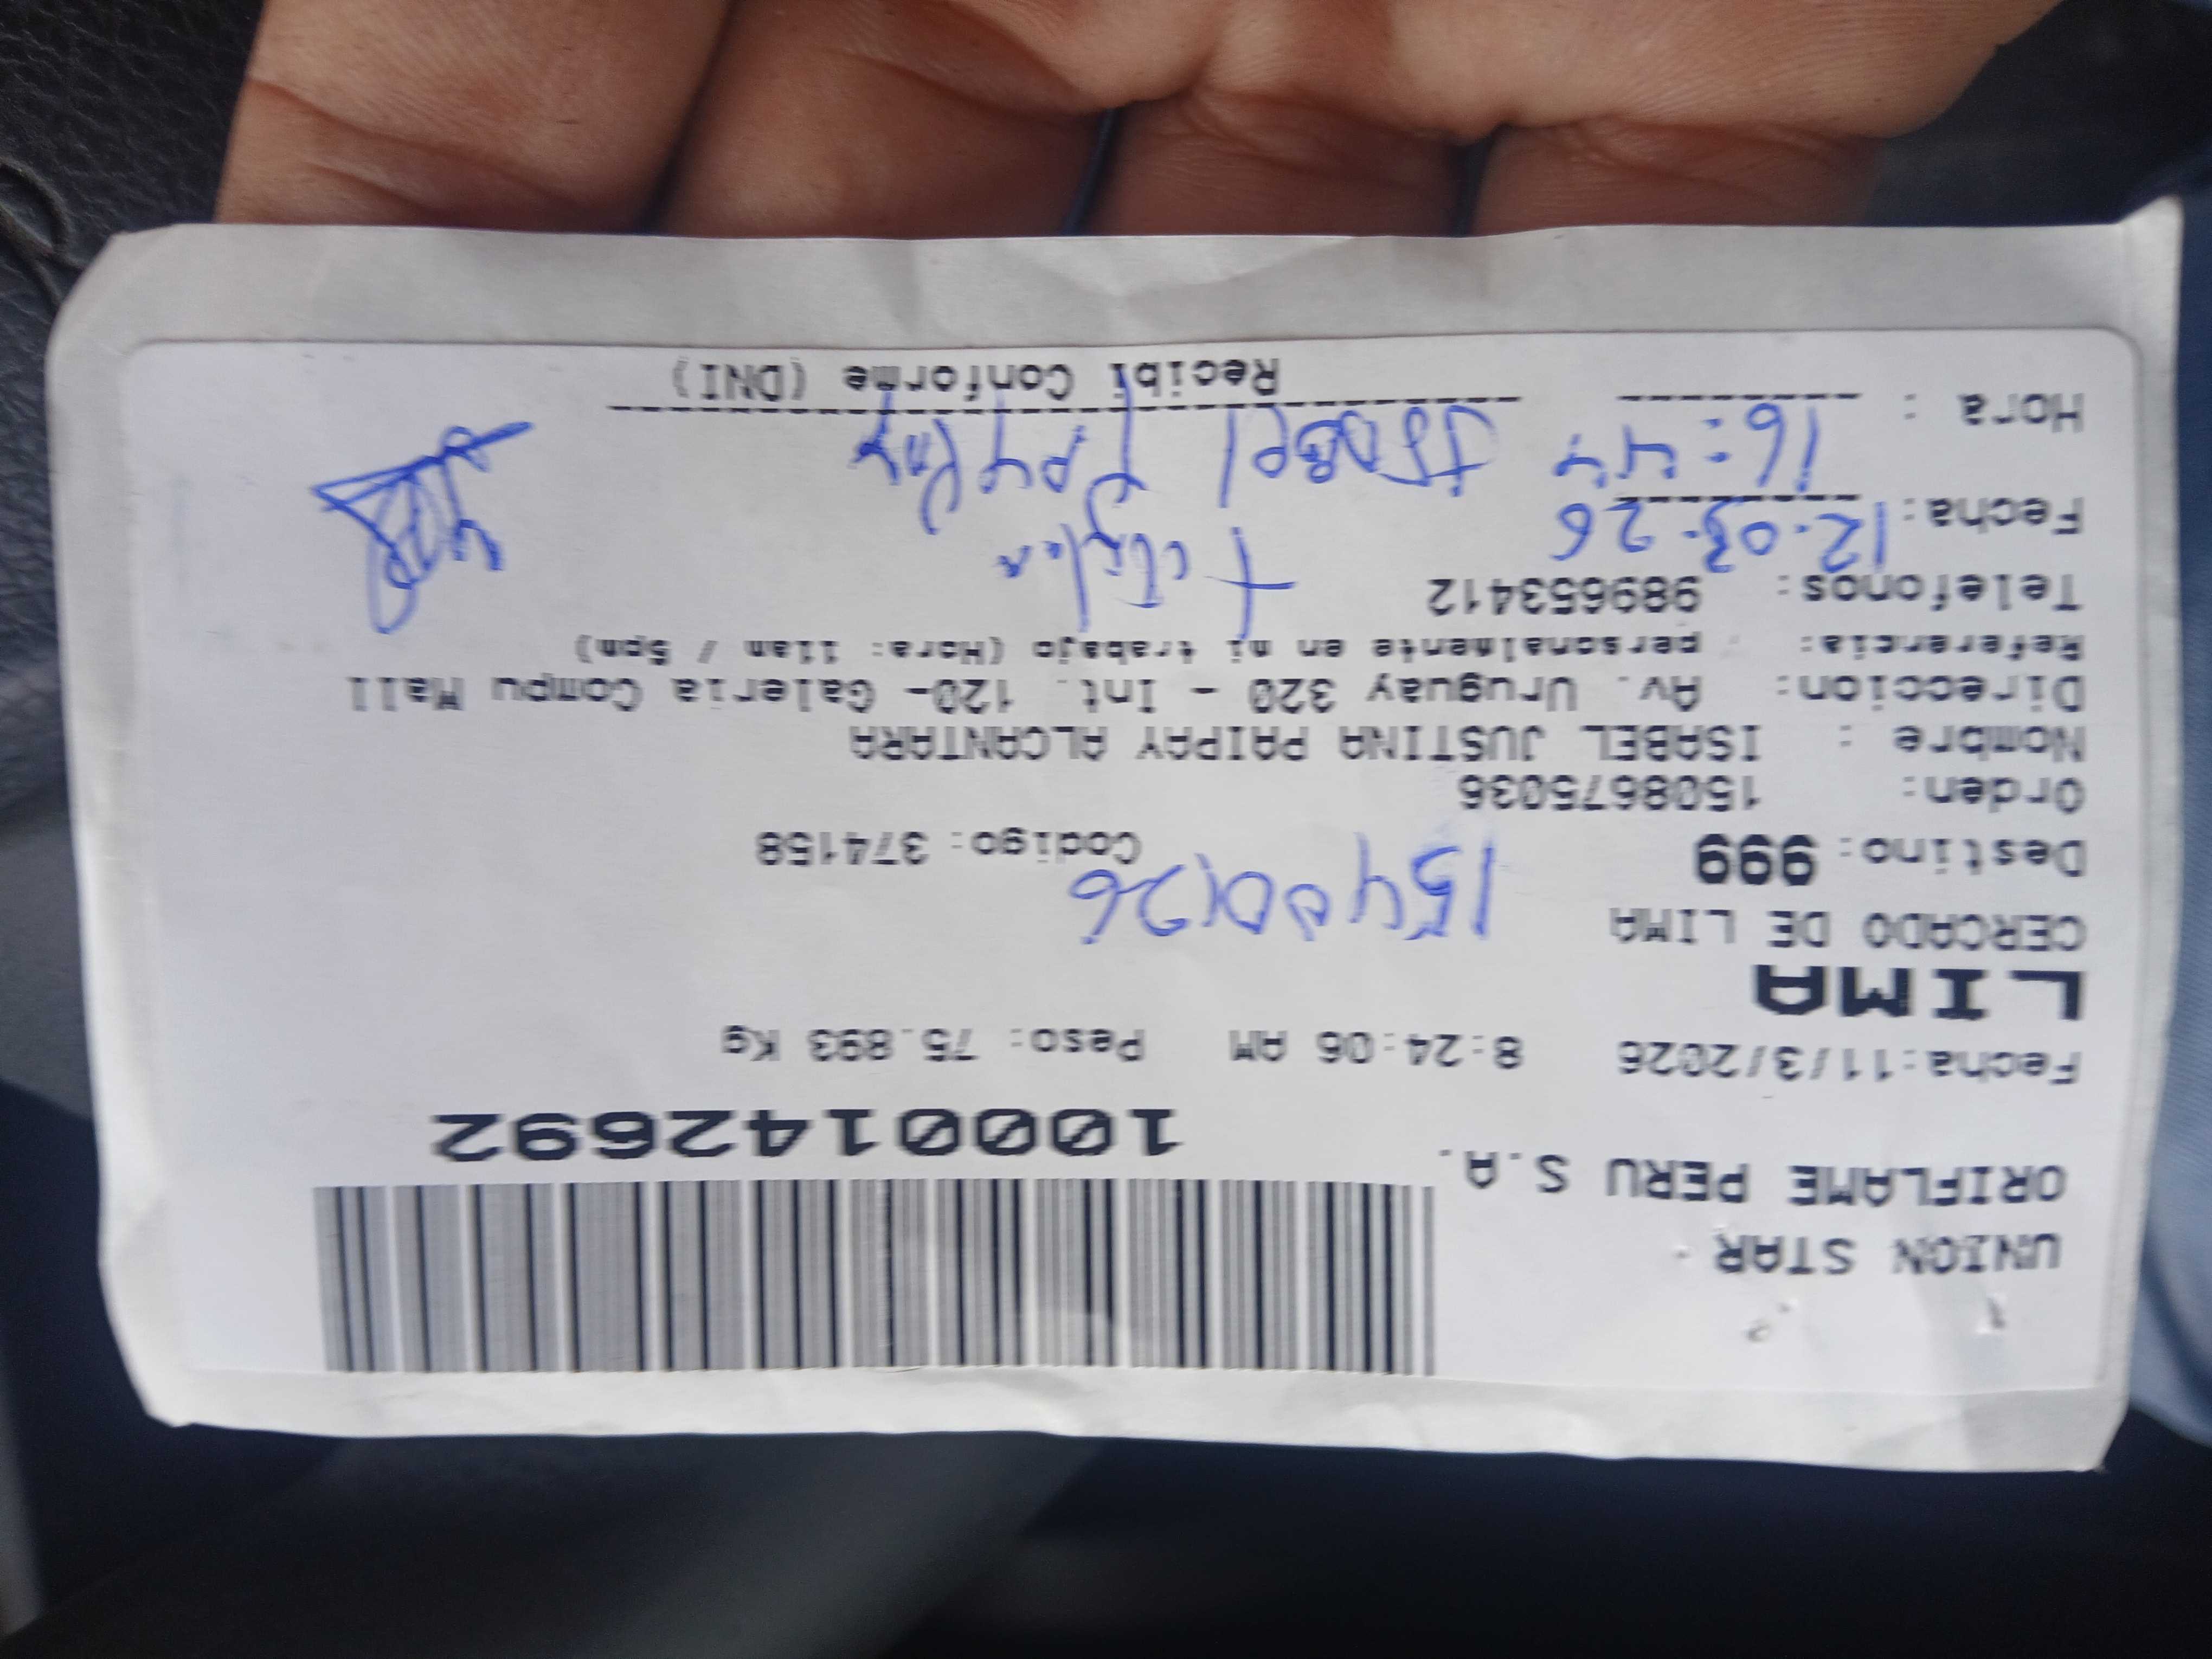 UNION STAR
ORIFLAME PERU S.A.
1000142692
Fecha:11/3/2026 8:24:06 AM Peso: 75.893 Kg
LIMA
CERCADO DE LIMA
Destino: 999 Codigo: 374158
Orden: 1508675036
Nombre : ISABEL JUSTINA PAIPAY ALCANTARA
Direccion: Av. Uruguay 320 - Int. 120- Galeria Compu Mall
Referencia: personalmente en mi trabajo (Hora: 11am / 5pm)
Telefonos: 989653412
Fecha: 12.03.26
Hora : 16:44 Isabel
Recibi Conforme (DNI)